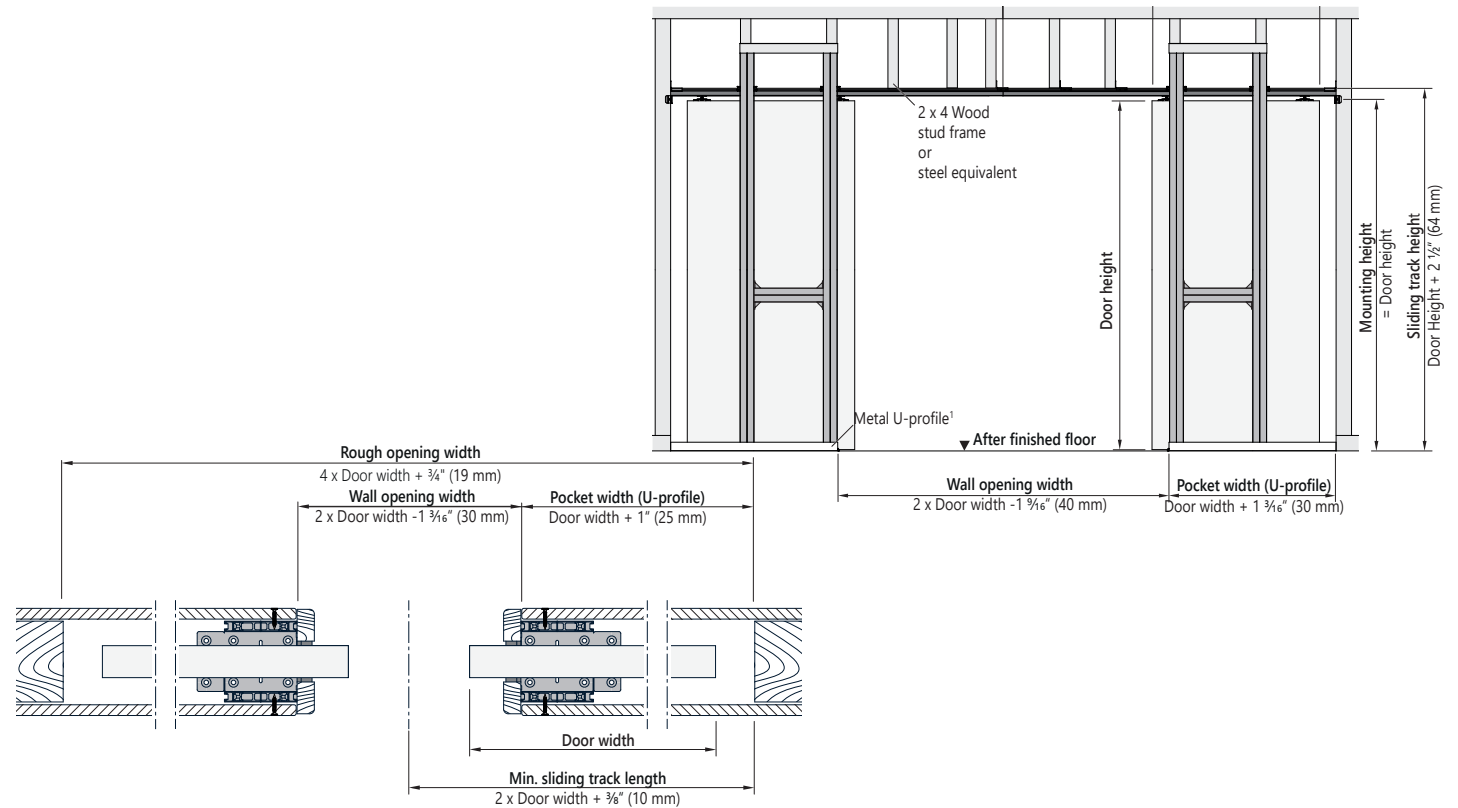 2 x 4 Wood
stud frame
or
steel equivalent
Door height
Mounting height
= Door height
Sliding track height
Door Height + 2 ½" (64 mm)
Metal U-profile¹
After finished floor
Wall opening width
2 x Door width -1 ⁹⁄₁₆" (40 mm)
Pocket width (U-profile)
Door width + 1 ³⁄₁₆" (30 mm)
Rough opening width
4 x Door width + ¾" (19 mm)
Wall opening width
2 x Door width -1 ³⁄₁₆" (30 mm)
Pocket width (U-profile)
Door width + 1" (25 mm)
Door width
Min. sliding track length
2 x Door width + ⅜" (10 mm)